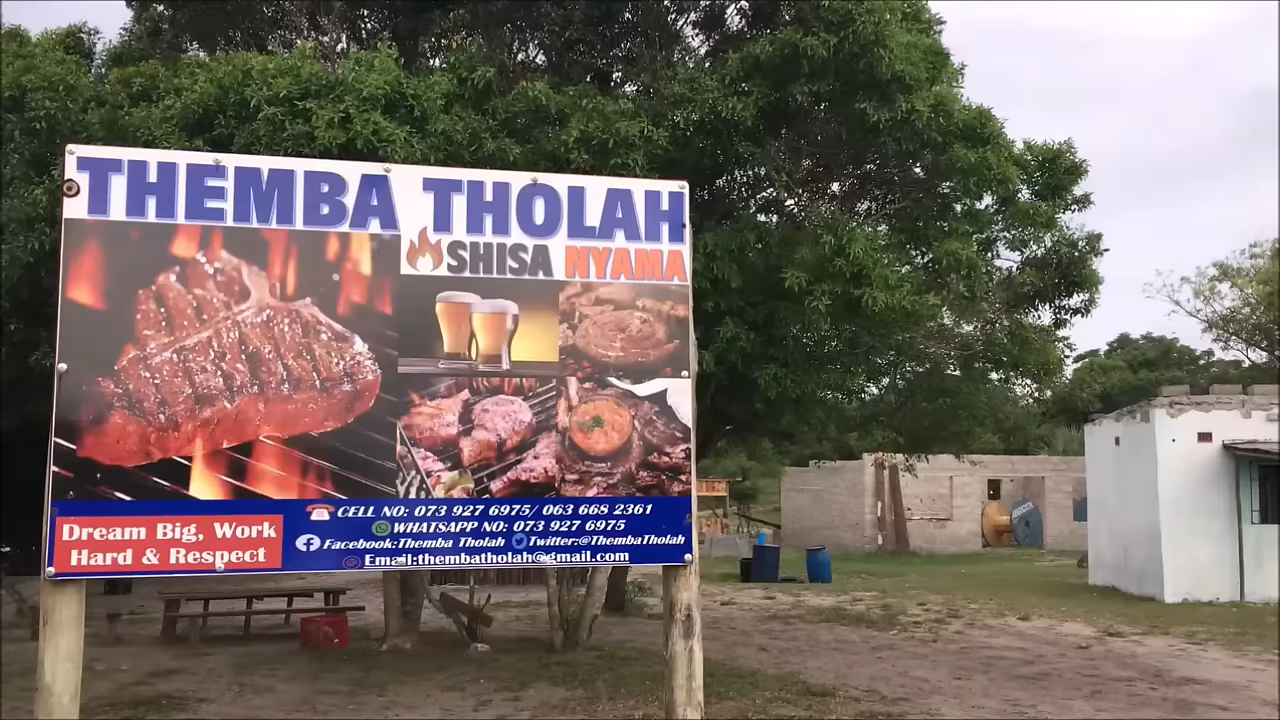 THEMBA THOLAH
SHISA NYAMA
CELL NO: 073 927 6975/ 063 668 2361
WHATSAPP NO: 073 927 6975
Facebook:Themba Tholah Twitter:@ThembaTholah
Email:thembatholah@gmail.com
Dream Big, Work
Hard & Respect